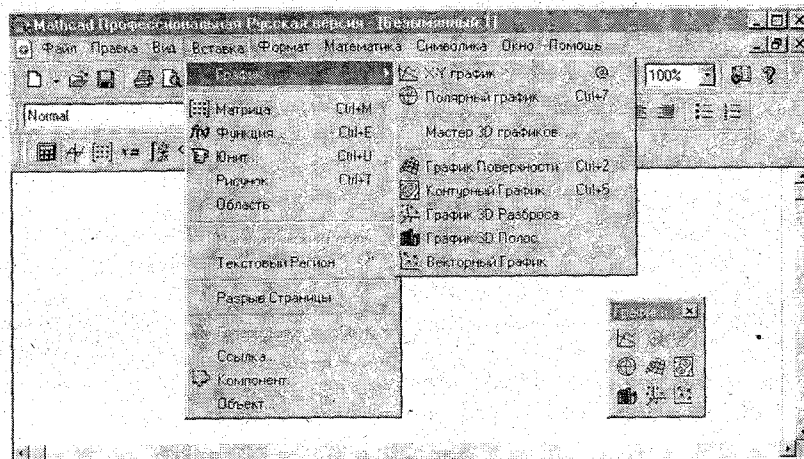 Mathcad Профессиональная Русская версия - [Безымянный:1]
Файл Правка Вид Вставка Формат Математика Символика Окно Помощь
График
100%
Normal
Матрица... Ctrl+M
Функция... Ctrl+E
Юнит... Ctrl+U
Рисунок Ctrl+T
Область
Текстовый Регион "
Разрыв Страницы
Ссылка...
Компонент...
Объект...
X-Y график @
Полярный график Ctrl+7
Мастер 3D графиков...
График Поверхности Ctrl+2
Контурный График Ctrl+5
График 3D Разброса
График 3D Полос
Векторный График